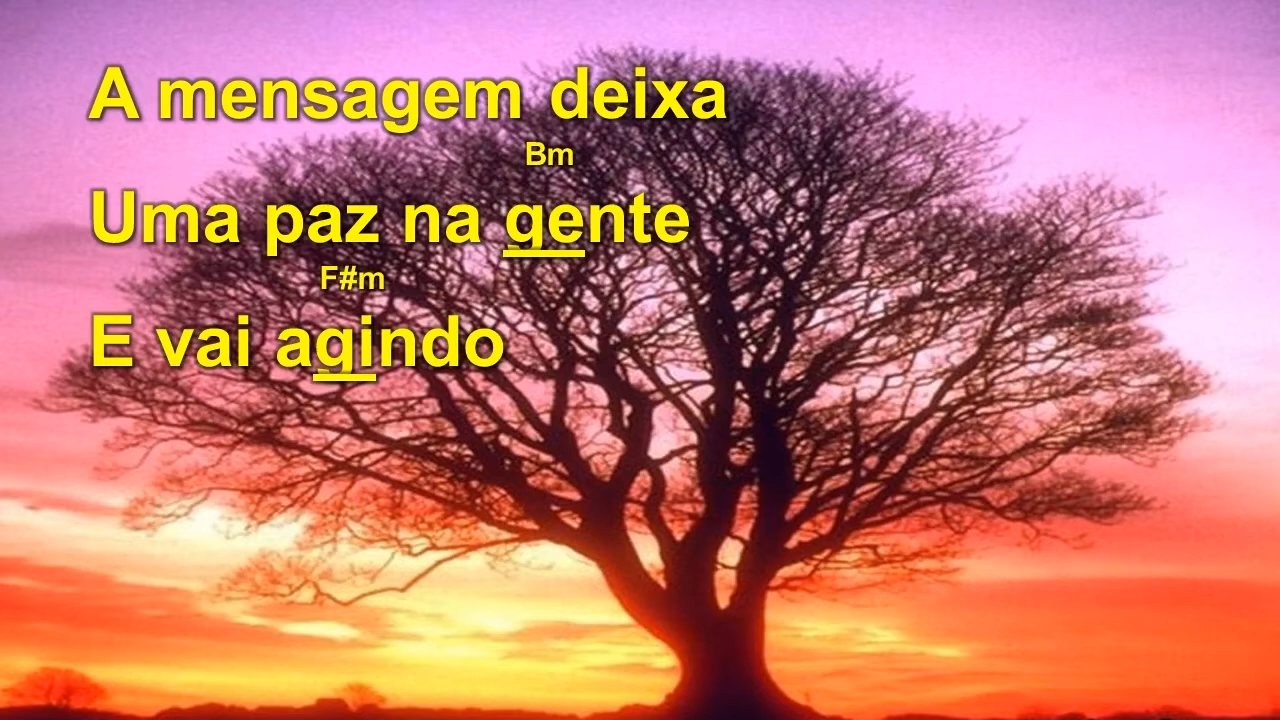 A mensagem deixa
Bm
Uma paz na gente
F#m
E vai agindo